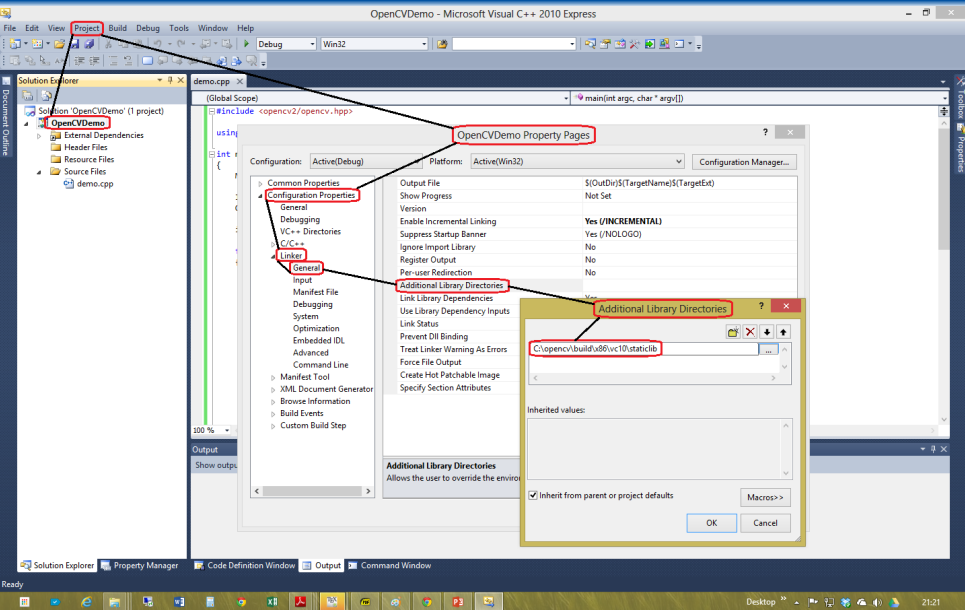 OpenCVDemo - Microsoft Visual C++ 2010 Express
File Edit View Project Build Debug Tools Window Help
Debug Win32
Solution Explorer
demo.cpp
Document Outline
Toolbox
Properties
Solution 'OpenCVDemo' (1 project)
OpenCVDemo
External Dependencies
Header Files
Resource Files
Source Files
demo.cpp
(Global Scope)
main(int argc, char * argv[])
#include <opencv2/opencv.hpp>
using
int
{
OpenCVDemo Property Pages
Configuration: Active(Debug) Platform: Active(Win32) Configuration Manager...
Common Properties
Configuration Properties
General
Debugging
VC++ Directories
C/C++
Linker
General
Input
Manifest File
Debugging
System
Optimization
Embedded IDL
Advanced
Command Line
Manifest Tool
XML Document Generator
Browse Information
Build Events
Custom Build Step
Output File $(OutDir)$(TargetName)$(TargetExt)
Show Progress Not Set
Version
Enable Incremental Linking Yes (/INCREMENTAL)
Suppress Startup Banner Yes (/NOLOGO)
Ignore Import Library No
Register Output No
Per-user Redirection No
Additional Library Directories
Link Library Dependencies Yes
Use Library Dependency Inputs
Link Status
Prevent Dll Binding
Treat Linker Warning As Errors
Force File Output
Create Hot Patchable Image
Specify Section Attributes
Additional Library Directories
Allows the user to override the
Additional Library Directories
C:\opencv\build\x86\vc10\staticlib
...
Inherited values:
Inherit from parent or project defaults
Macros>>
OK Cancel
100 %
Output
Show
Solution Explorer Property Manager
Code Definition Window Output Command Window
Ready
Desktop
21:21